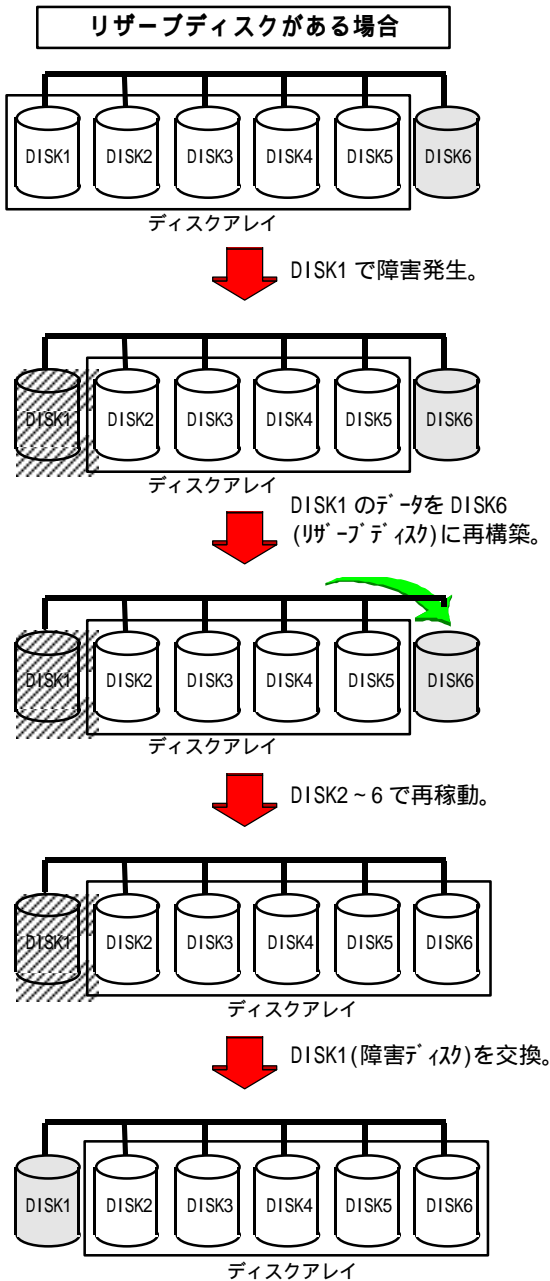 リザーブディスクがある場合
DISK1 DISK2 DISK3 DISK4 DISK5 DISK6
ディスクアレイ
DISK1 で障害発生。
DISK1 DISK2 DISK3 DISK4 DISK5 DISK6
ディスクアレイ
DISK1 のﾃﾞｰﾀを DISK6
(ﾘｻﾞｰﾌﾞﾃﾞｨｽｸ)に再構築。
DISK1 DISK2 DISK3 DISK4 DISK5 DISK6
ディスクアレイ
DISK2～6 で再稼動。
DISK1 DISK2 DISK3 DISK4 DISK5 DISK6
ディスクアレイ
DISK1(障害ﾃﾞｨｽｸ)を交換。
DISK1 DISK2 DISK3 DISK4 DISK5 DISK6
ディスクアレイ